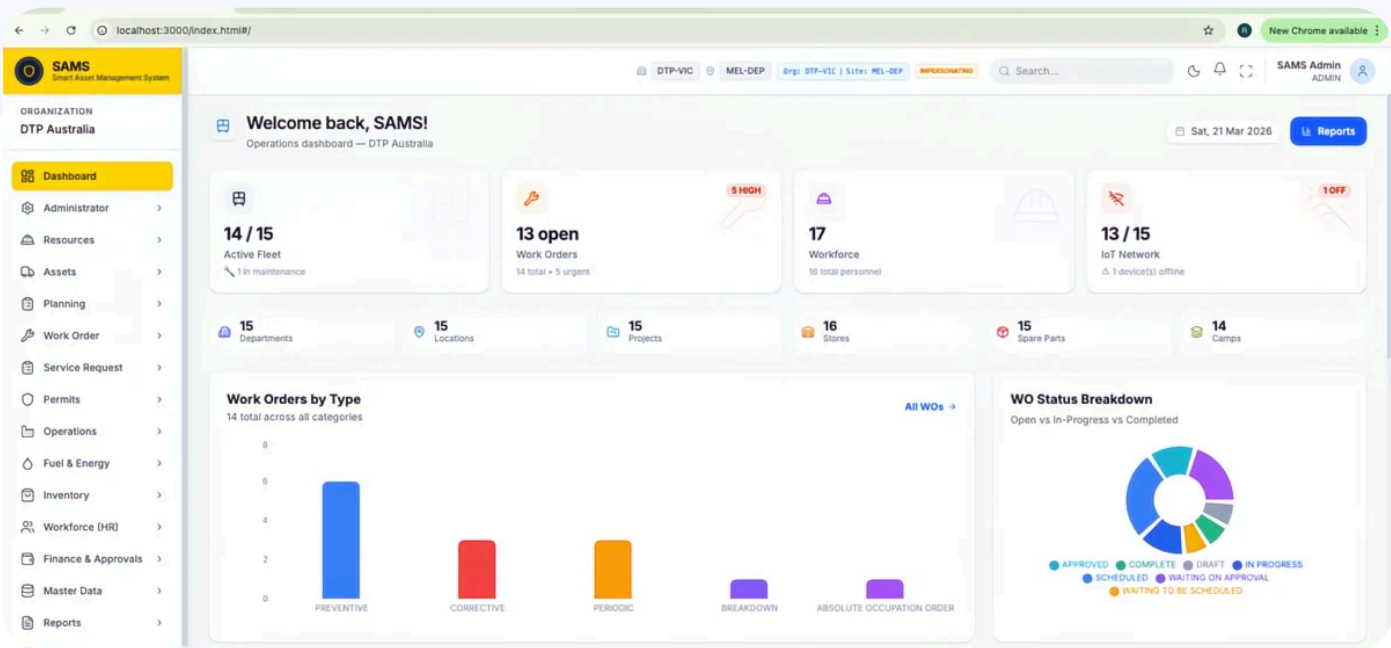 localhost:3000/index.html#/
R
New Chrome available
SAMS
Smart Asset Management System
DTP-VIC
MEL-DEP
Org: DTP-VIC | Site: MEL-DEP
IMPERSONATING
Search...
SAMS Admin
ADMIN
ORGANIZATION
DTP Australia
Dashboard
Administrator
Resources
Assets
Planning
Work Order
Service Request
Permits
Operations
Fuel & Energy
Inventory
Workforce (HR)
Finance & Approvals
Master Data
Reports
Welcome back, SAMS!
Operations dashboard — DTP Australia
Sat, 21 Mar 2026
Reports
14 / 15
Active Fleet
1 in maintenance
5 HIGH
13 open
Work Orders
14 total • 5 urgent
17
Workforce
16 total personnel
1 OFF
13 / 15
IoT Network
1 device(s) offline
15
Departments
15
Locations
15
Projects
16
Stores
15
Spare Parts
14
Camps
Work Orders by Type
14 total across all categories
All WOs →
8
6
4
2
0
PREVENTIVE
CORRECTIVE
PERIODIC
BREAKDOWN
ABSOLUTE OCCUPATION ORDER
WO Status Breakdown
Open vs In-Progress vs Completed
APPROVED COMPLETE DRAFT IN PROGRESS
SCHEDULED WAITING ON APPROVAL
WAITING TO BE SCHEDULED